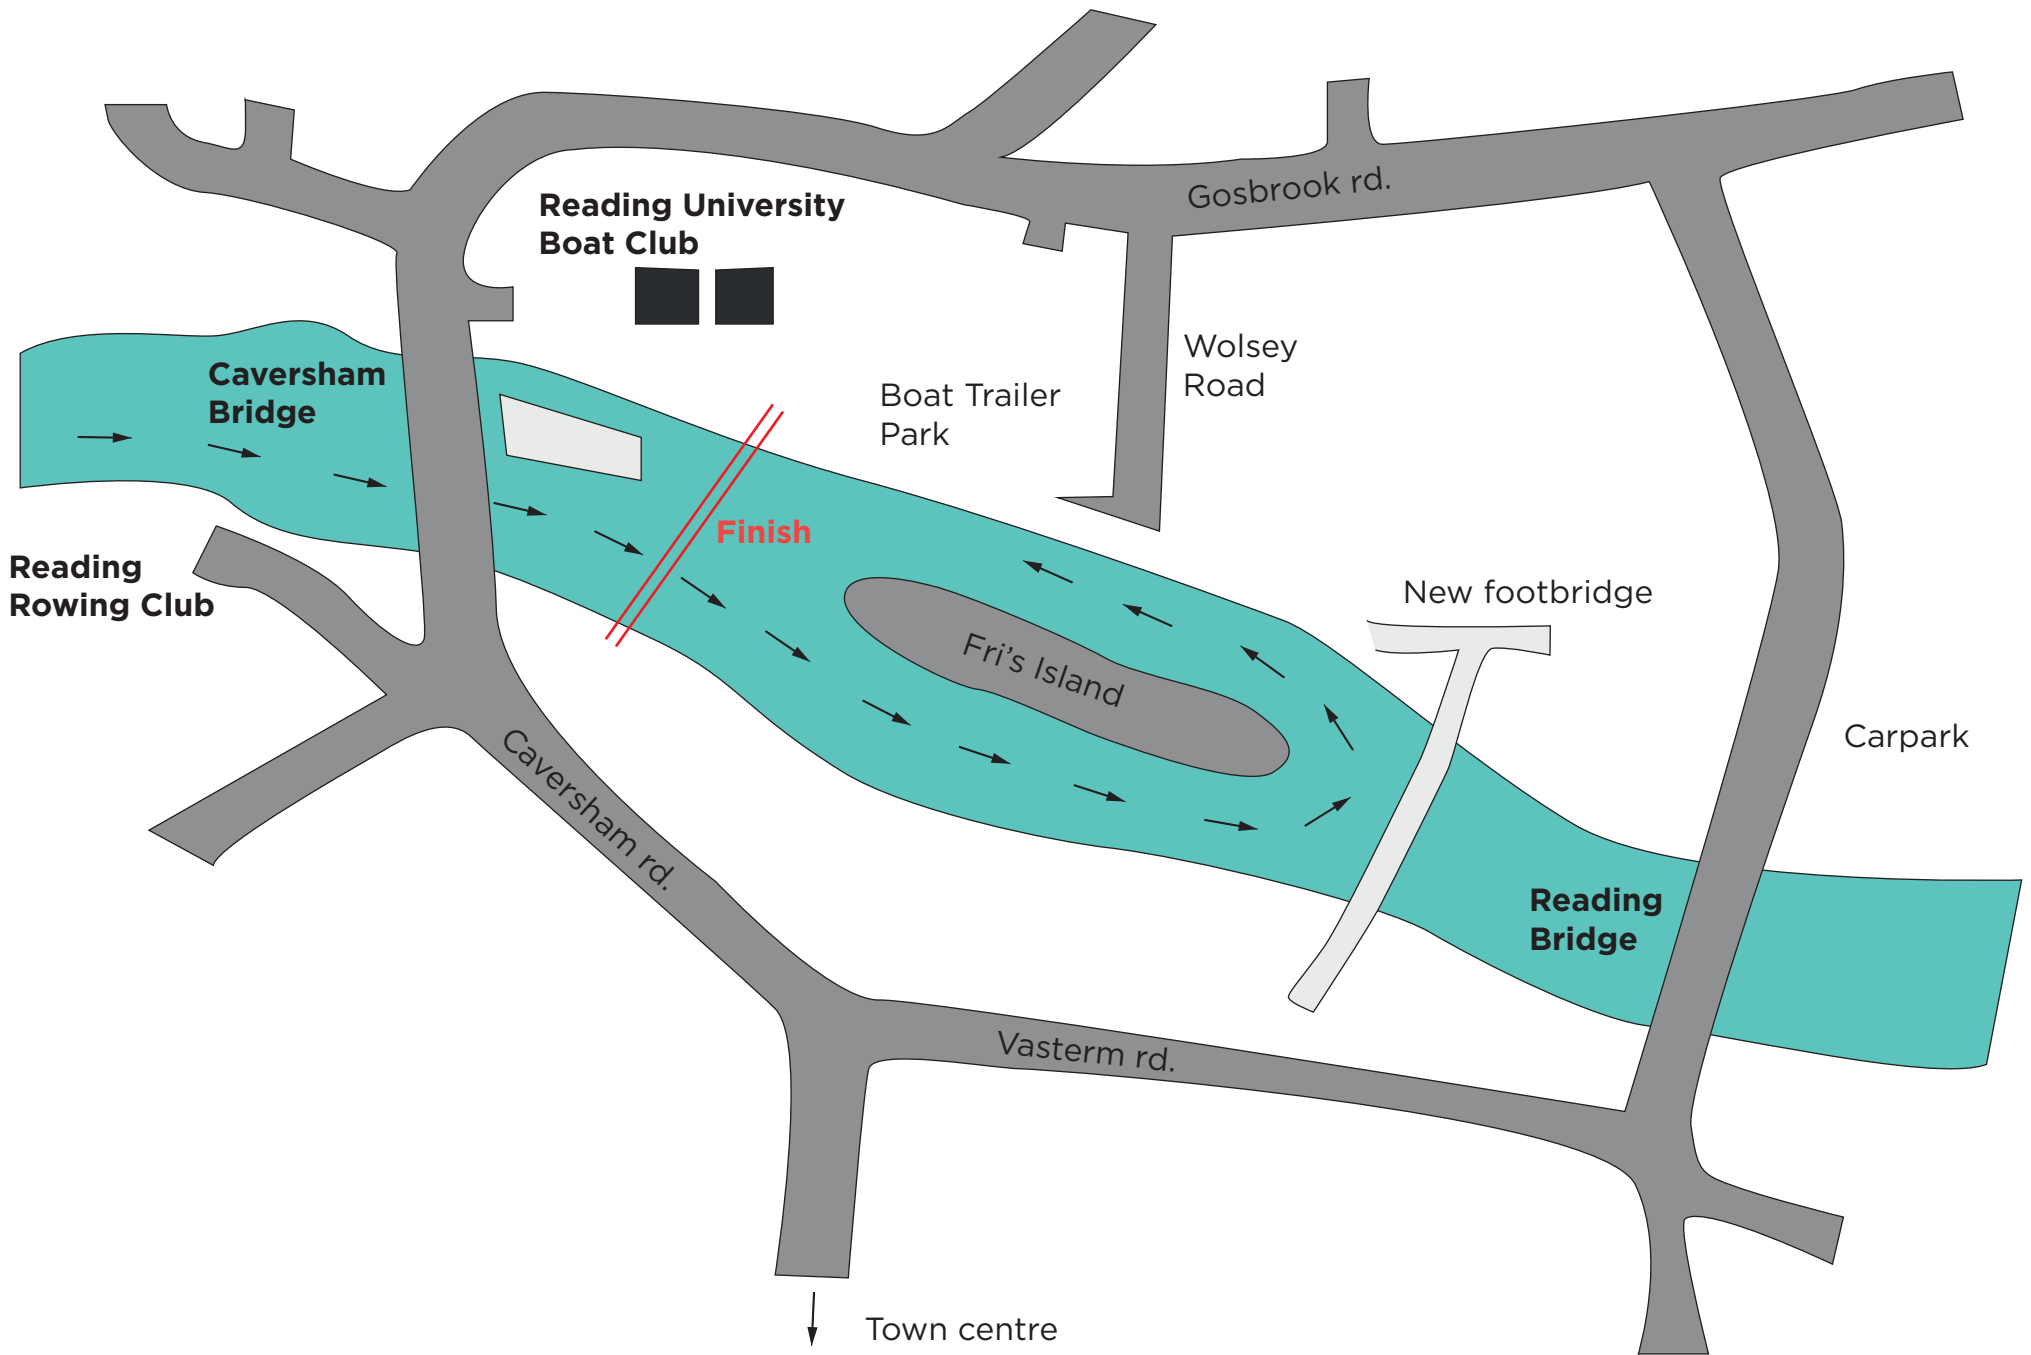 Gosbrook rd.
Reading University
Boat Club
Wolsey
Road
Caversham
Bridge
Boat Trailer
Park
Finish
Reading
Rowing Club
New footbridge
Fri's Island
Carpark
Caversham rd.
Reading
Bridge
Vasterm rd.
Town centre